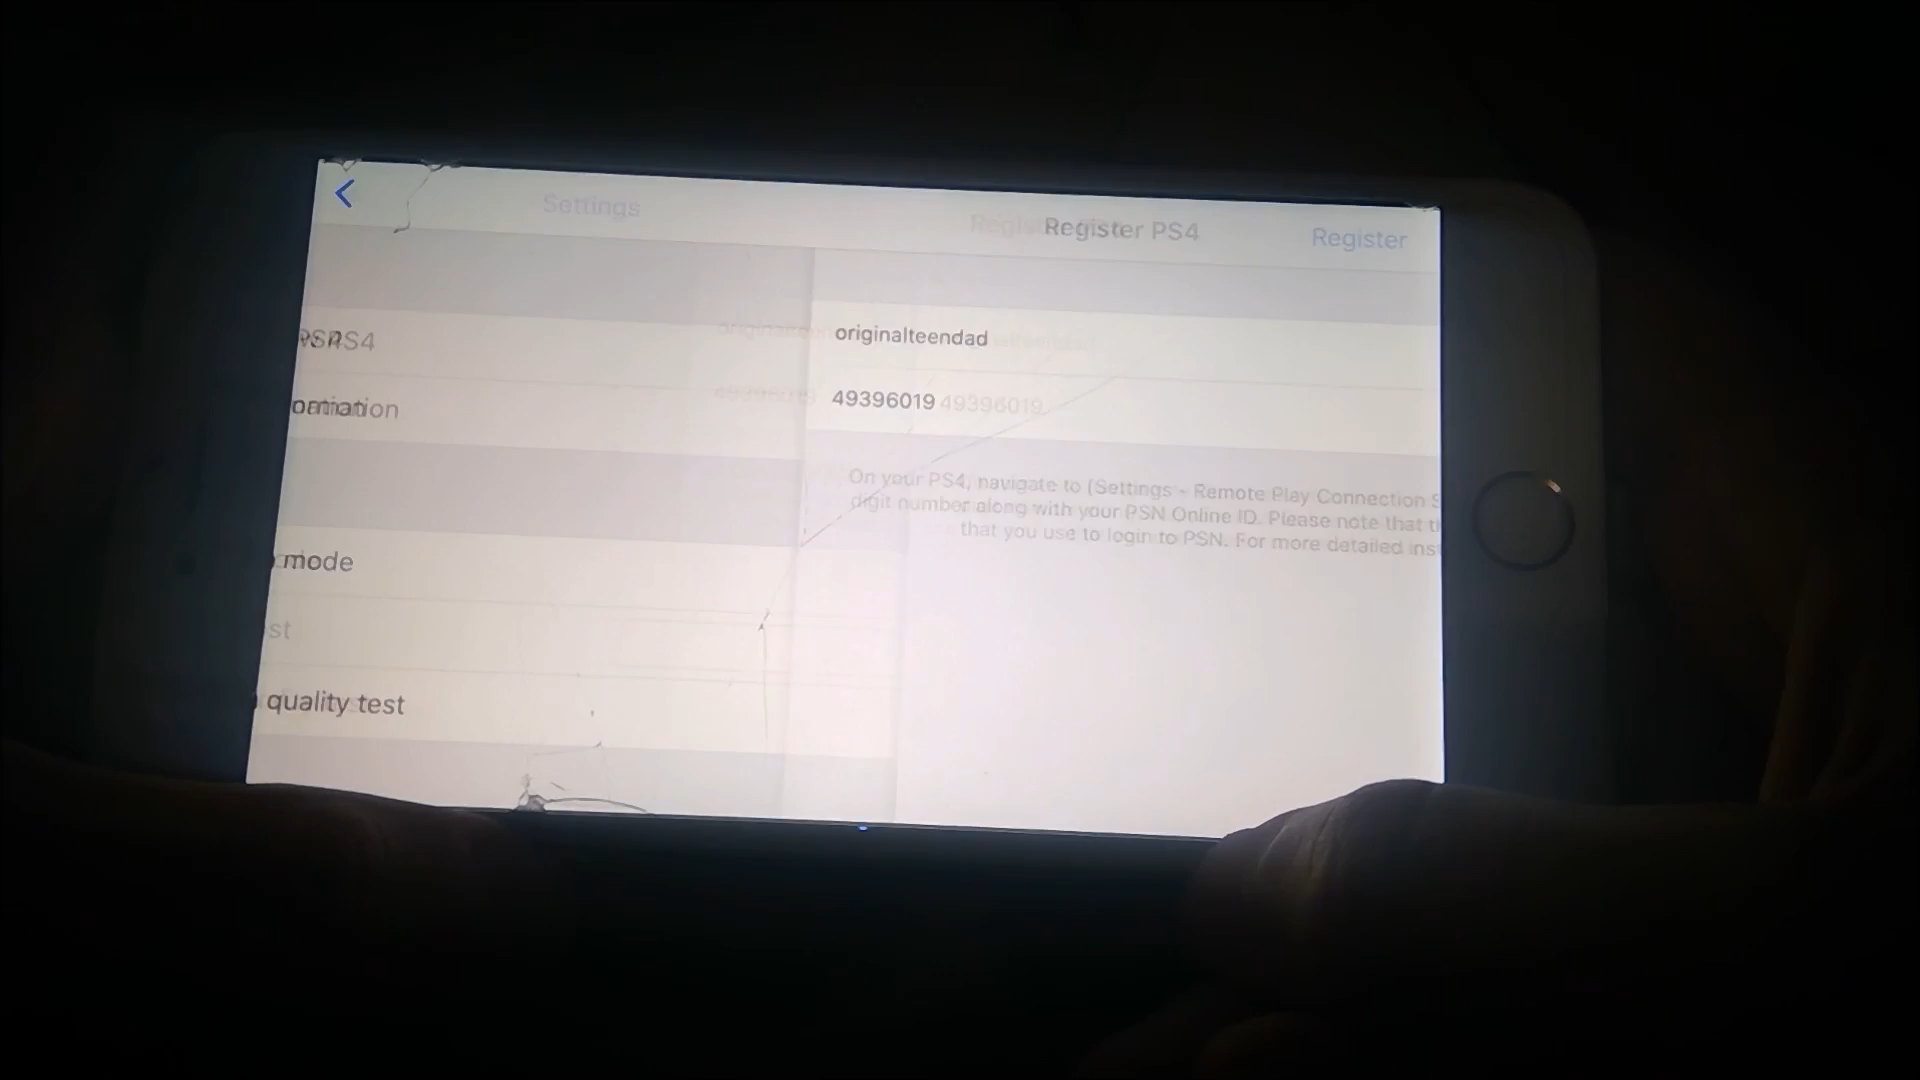 Settings
Register PS4
Register
PS4
originalteendad
49396019 49396019
mode
st
quality test
On your PS4, navigate to [Settings - Remote Play Connection S
digit number along with your PSN Online ID. Please note that t
that you use to login to PSN. For more detailed inst